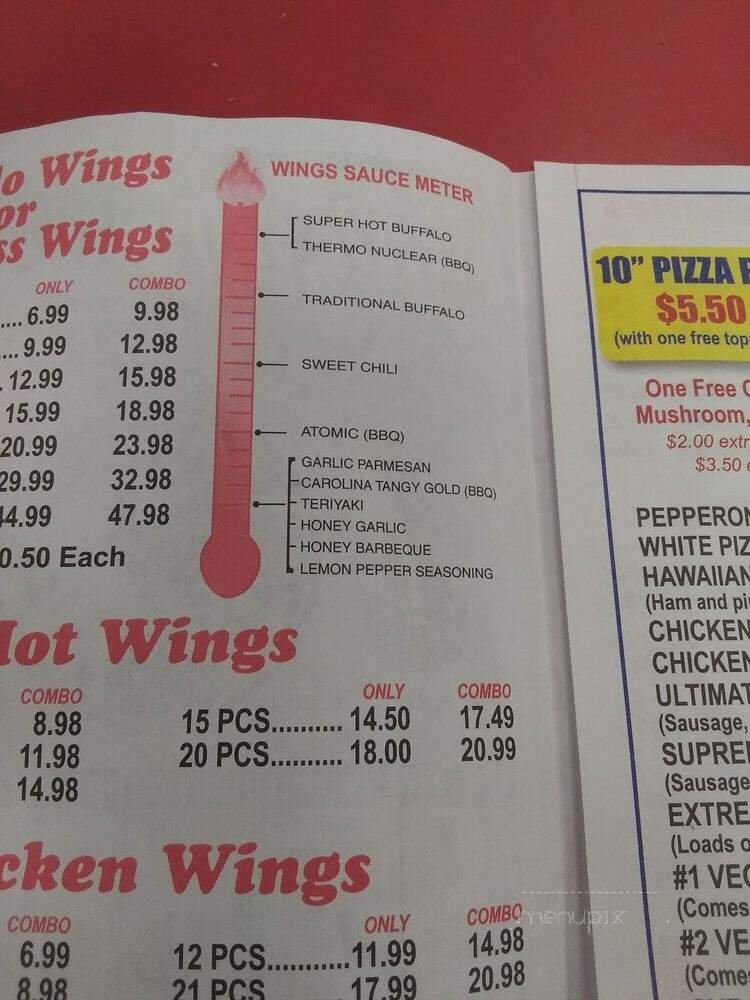 Wings
or
Wings
ONLY COMBO
.... 6.99 9.98
.... 9.99 12.98
. 12.99 15.98
15.99 18.98
20.99 23.98
29.99 32.98
44.99 47.98
0.50 Each
WINGS SAUCE METER
SUPER HOT BUFFALO
THERMO NUCLEAR (BBQ)
TRADITIONAL BUFFALO
SWEET CHILI
ATOMIC (BBQ)
GARLIC PARMESAN
CAROLINA TANGY GOLD (BBQ)
TERIYAKI
HONEY GARLIC
HONEY BARBEQUE
LEMON PEPPER SEASONING
Hot Wings
COMBO
8.98
11.98
14.98
ONLY COMBO
15 PCS.......... 14.50 17.49
20 PCS.......... 18.00 20.99
cken Wings
COMBO
6.99
8.98
ONLY COMBO
12 PCS............11.99 14.98
21 PCS 17.99 20.98
10" PIZZA
$5.50
(with one free
One Free
Mushroom,
$2.00
$3.50
PEPPERON
WHITE PIZ
HAWAIIAN
(Ham and
CHICKEN
CHICKEN
ULTIMAT
(Sausage,
SUPRE
(Sausage
EXTRE
(Loads
#1 VEG
(Comes
#2 VE
(Come
menupix